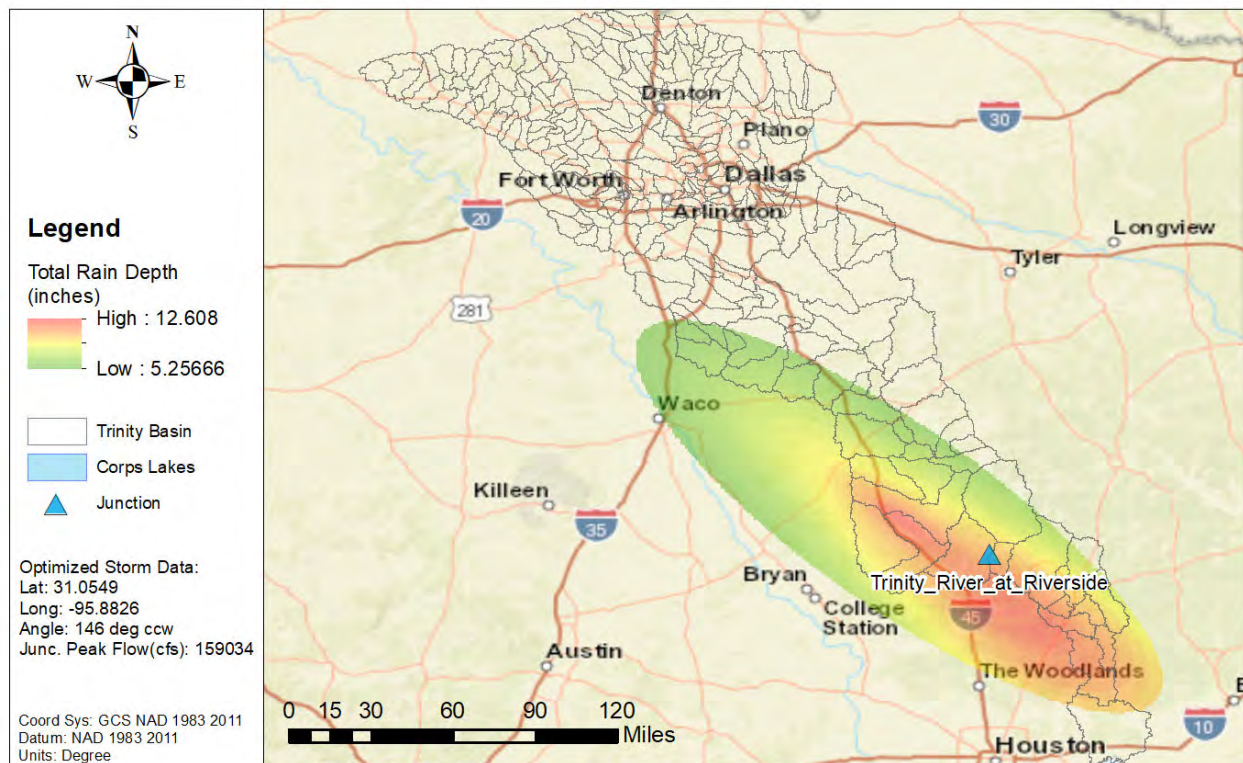 N
W
E
S
Legend
Total Rain Depth
(inches)
High : 12.608
Low : 5.25666
Trinity Basin
Corps Lakes
Junction
Optimized Storm Data:
Lat: 31.0549
Long: -95.8826
Angle: 146 deg ccw
Junc. Peak Flow(cfs): 159034
Coord Sys: GCS NAD 1983 2011
Datum: NAD 1983 2011
Units: Degree
Denton
Plano
30
Dallas
Fort Worth
Arlington
20
Longview
Tyler
281
Waco
Killeen
35
Trinity_River_at_Riverside
Bryan
College
Station
45
Austin
The Woodlands
10
Houston
0 15 30 60 90 120
Miles